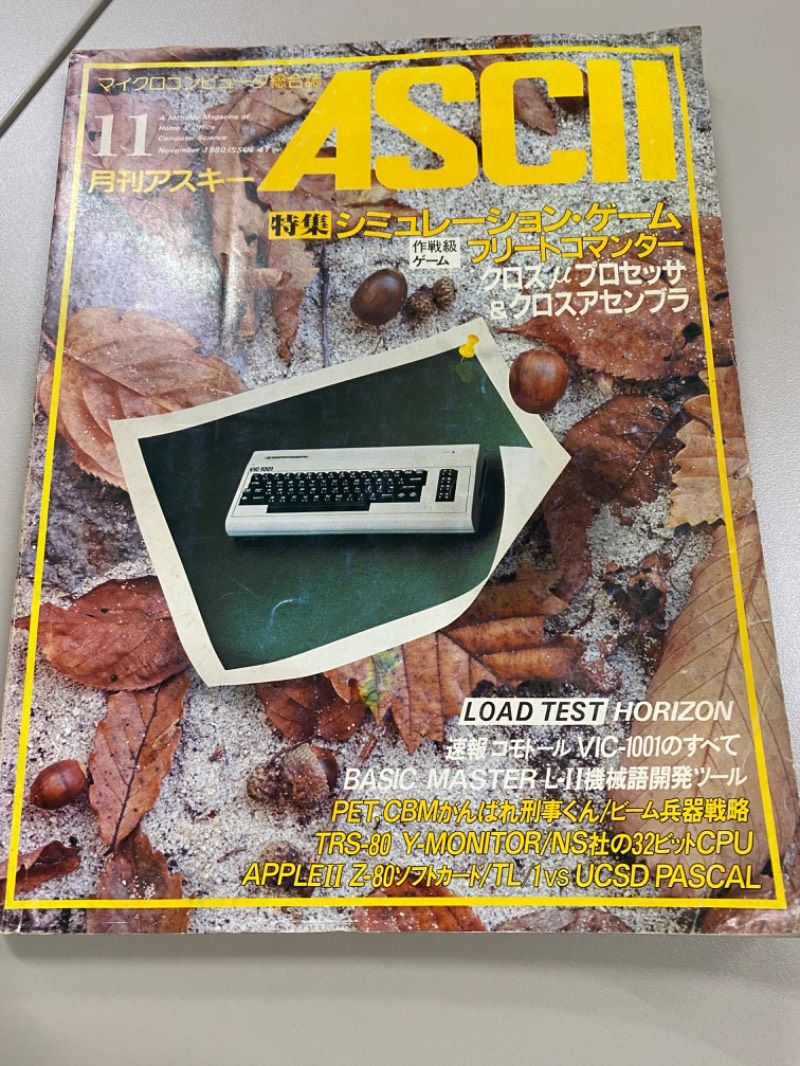 マイクロコンピュータ総合誌
ASCII
11
A Monthly Magazine of
Home & Office
Computer Science
November 1980. ISSUE 41
月刊アスキー
特集 シミュレーション・ゲーム
作戦級
ゲーム
フリートコマンダー
クロスμプロセッサ
&クロスアセンブラ
VIC-1001
LOAD TEST HORIZON
速報 コモドール VIC-1001のすべて
BASIC MASTER L-II機械語開発ツール
PET CBMがんばれ刑事くん/ビーム兵器戦略
TRS-80 Y-MONITOR/NS社の32ビットCPU
APPLEII Z-80ソフトカード/TL/1 vs UCSD PASCAL